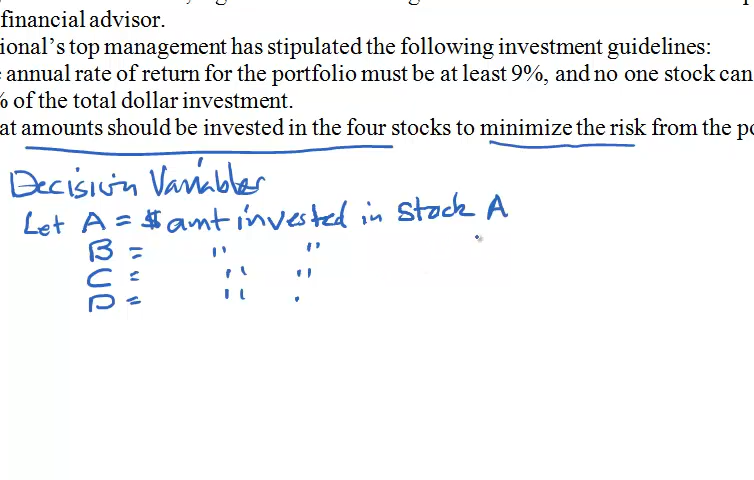 financial advisor.
ional's top management has stipulated the following investment guidelines:
annual rate of return for the portfolio must be at least 9%, and no one stock can
% of the total dollar investment.
at amounts should be invested in the four stocks to minimize the risk from the po
Decision Variables
Let A = $ amt invested in Stock A
B = " "
C = " "
D = "